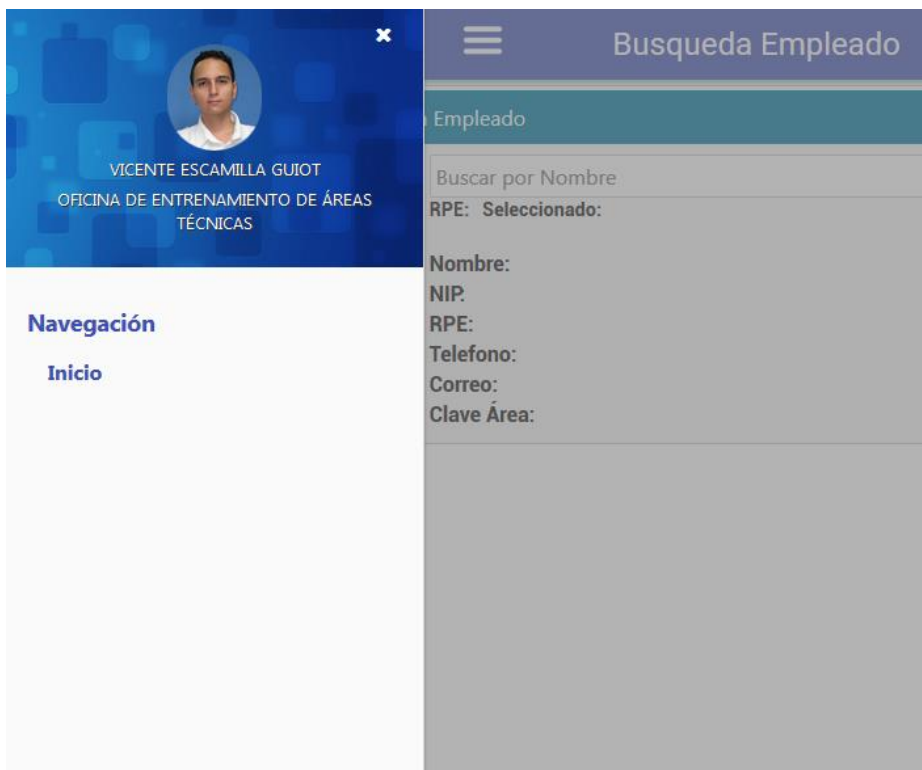 VICENTE ESCAMILLA GUIOT
OFICINA DE ENTRENAMIENTO DE ÁREAS
TÉCNICAS
Navegación
Inicio
Busqueda Empleado
Empleado
Buscar por Nombre
RPE: Seleccionado:
Nombre:
NIP:
RPE:
Telefono:
Correo:
Clave Área: